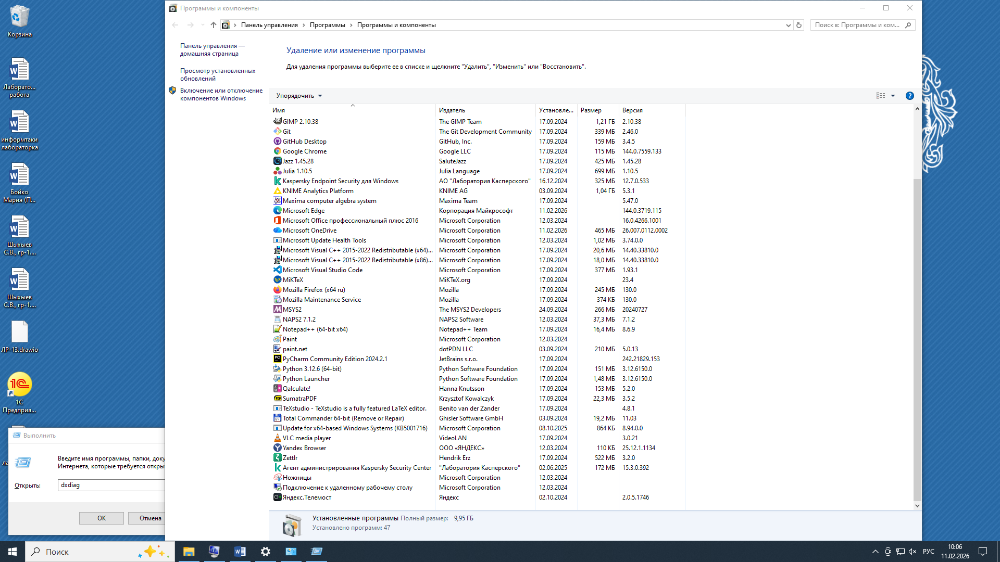 Корзина
Лаборато...
работа
информтаки
лабораторка
Бойко
Мария (П...
Шыхыев
С.В., гр-1....
Шыхыев
С.В., гр-1....
ЛР-13.drawio
1С
Предприя...
Программы и компоненты
Панель управления
Программы
Программы и компоненты
Поиск в: Программы и ком...
Панель управления —
домашняя страница
Просмотр установленных
обновлений
Включение или отключение
компонентов Windows
Удаление или изменение программы
Для удаления программы выберите ее в списке и щелкните "Удалить", "Изменить" или "Восстановить".
Упорядочить
Имя Издатель Установле... Размер Версия
GIMP 2.10.38 The GIMP Team 17.09.2024 1,21 ГБ 2.10.38
Git The Git Development Community 17.09.2024 339 МБ 2.46.0
GitHub Desktop GitHub, Inc. 17.09.2024 159 МБ 3.4.5
Google Chrome Google LLC 17.09.2024 115 МБ 144.0.7559.133
Jazz 1.45.28 SaluteJazz 17.09.2024 425 МБ 1.45.28
Julia 1.10.5 Julia Language 17.09.2024 699 МБ 1.10.5
Kaspersky Endpoint Security для Windows АО "Лаборатория Касперского" 16.12.2024 325 МБ 12.7.0.533
KNIME Analytics Platform KNIME AG 03.09.2024 1,04 ГБ 5.3.1
Maxima computer algebra system Maxima Team 17.09.2024 5.47.0
Microsoft Edge Корпорация Майкрософт 11.02.2026 144.0.3719.115
Microsoft Office профессиональный плюс 2016 Microsoft Corporation 12.03.2024 16.0.4266.1001
Microsoft OneDrive Microsoft Corporation 11.02.2026 465 МБ 26.007.0112.0002
Microsoft Update Health Tools Microsoft Corporation 12.03.2024 1,02 МБ 3.74.0.0
Microsoft Visual C++ 2015-2022 Redistributable (x64)... Microsoft Corporation 17.09.2024 20,6 МБ 14.40.33810.0
Microsoft Visual C++ 2015-2022 Redistributable (x86)... Microsoft Corporation 17.09.2024 18,0 МБ 14.40.33810.0
Microsoft Visual Studio Code Microsoft Corporation 17.09.2024 377 МБ 1.93.1
MiKTeX MiKTeX.org 17.09.2024 23.4
Mozilla Firefox (x64 ru) Mozilla 17.09.2024 245 МБ 130.0
Mozilla Maintenance Service Mozilla 17.09.2024 374 КБ 130.0
MSYS2 The MSYS2 Developers 24.09.2024 266 МБ 20240727
NAPS2 7.1.2 NAPS2 Software 12.03.2024 37,3 МБ 7.1.2
Notepad++ (64-bit x64) Notepad++ Team 17.09.2024 16,4 МБ 8.6.9
Paint Microsoft Corporation 12.03.2024
paint.net dotPDN LLC 03.09.2024 210 МБ 5.0.13
PyCharm Community Edition 2024.2.1 JetBrains s.r.o. 17.09.2024 242.21829.153
Python 3.12.6 (64-bit) Python Software Foundation 17.09.2024 151 МБ 3.12.6150.0
Python Launcher Python Software Foundation 17.09.2024 1,48 МБ 3.12.6150.0
Qalculate! Hanna Knutsson 17.09.2024 153 МБ 5.2.0
SumatraPDF Krzysztof Kowalczyk 17.09.2024 22,3 МБ 3.5.2
TeXstudio - TeXstudio is a fully featured LaTeX editor. Benito van der Zander 17.09.2024 4.8.1
Total Commander 64-bit (Remove or Repair) Ghisler Software GmbH 03.09.2024 19,2 МБ 11.03
Update for x64-based Windows Systems (KB5001716) Microsoft Corporation 08.10.2025 864 КБ 8.94.0.0
VLC media player VideoLAN 17.09.2024 3.0.21
Yandex Browser ООО «ЯНДЕКС» 12.03.2024 110 КБ 25.12.1.1134
Zettlr Hendrik Erz 17.09.2024 522 МБ 3.2.0
Агент администрирования Kaspersky Security Center "Лаборатория Касперского" 02.06.2025 172 МБ 15.3.0.392
Ножницы Microsoft Corporation 12.03.2024
Подключение к удаленному рабочему столу Microsoft Corporation 12.03.2024
Яндекс.Телемост Яндекс 02.10.2024 2.0.5.1746
Установленные программы Полный размер: 9,95 ГБ
Установлено программ: 47
Выполнить
Введите имя программы, папки, доку
Интернета, которые требуется откры
Открыть: dxdiag
ОК Отмена
Поиск
РУС
10:06
11.02.2026